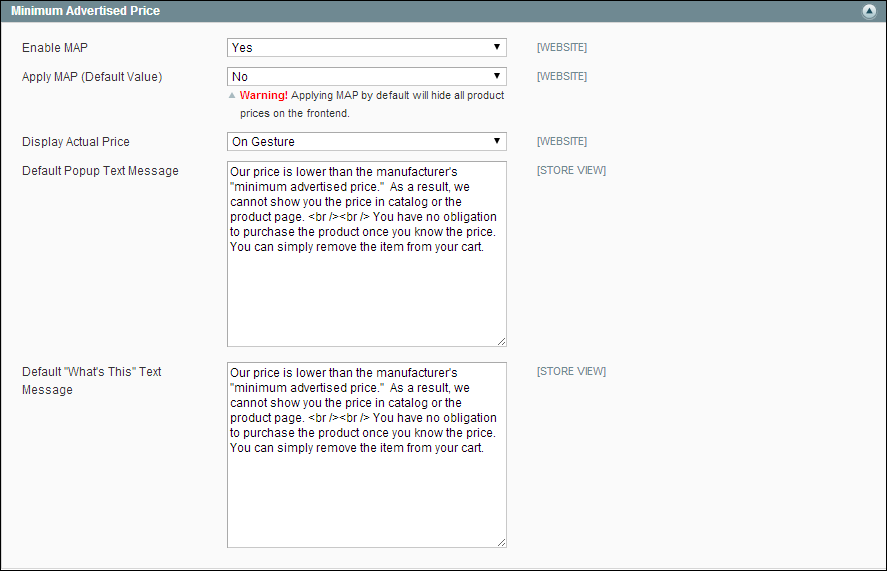 Minimum Advertised Price
Enable MAP
Yes
[WEBSITE]
Apply MAP (Default Value)
No
[WEBSITE]
Warning! Applying MAP by default will hide all product
prices on the frontend.
Display Actual Price
On Gesture
[WEBSITE]
Default Popup Text Message
Our price is lower than the manufacturer's
"minimum advertised price."  As a result, we
cannot show you the price in catalog or the
product page. <br /><br /> You have no obligation
to purchase the product once you know the price.
You can simply remove the item from your cart.
[STORE VIEW]
Default "What's This" Text
Message
Our price is lower than the manufacturer's
"minimum advertised price."  As a result, we
cannot show you the price in catalog or the
product page. <br /><br /> You have no obligation
to purchase the product once you know the price.
You can simply remove the item from your cart.
[STORE VIEW]